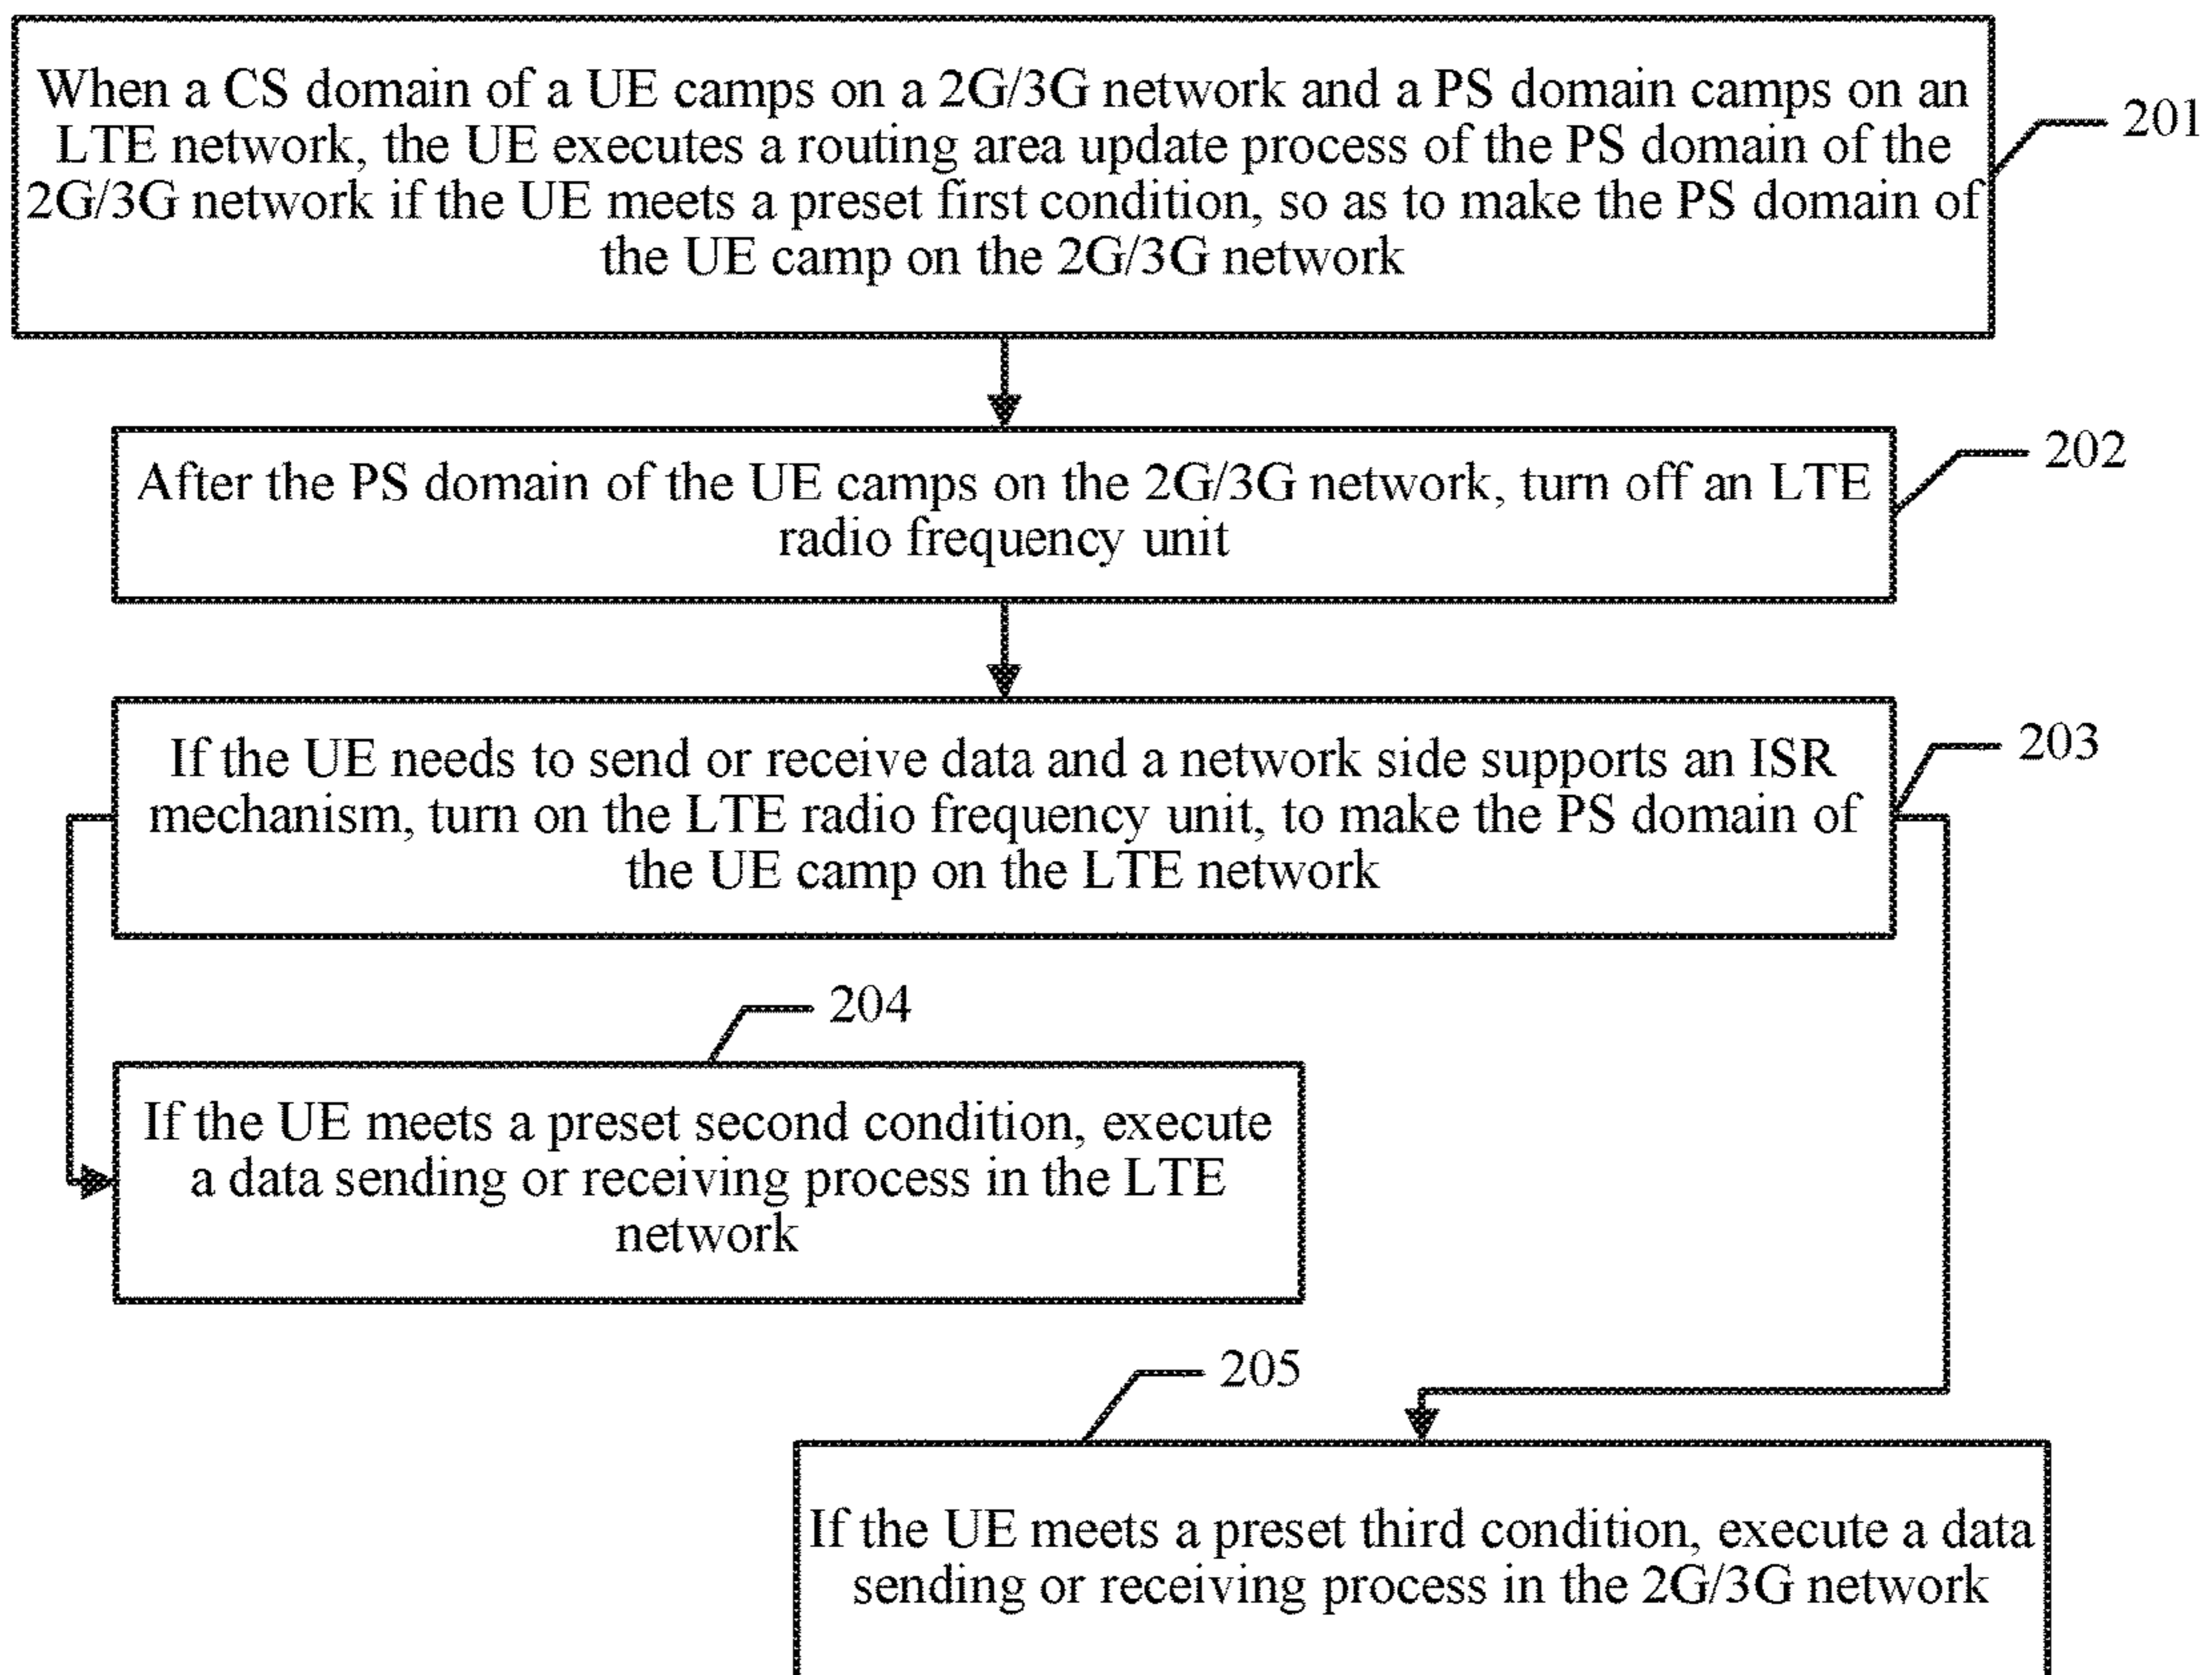 When a CS domain of a UE camps on a 2G/3G network and a PS domain camps on an
LTE network, the UE executes a routing area update process of the PS domain of the
2G/3G network if the UE meets a preset first condition, so as to make the PS domain of
the UE camp on the 2G/3G network
201
After the PS domain of the UE camps on the 2G/3G network, turn off an LTE
radio frequency unit
202
If the UE needs to send or receive data and a network side supports an ISR
mechanism, turn on the LTE radio frequency unit, to make the PS domain of
the UE camp on the LTE network
203
204
If the UE meets a preset second condition, execute
a data sending or receiving process in the LTE
network
205
If the UE meets a preset third condition, execute a data
sending or receiving process in the 2G/3G network